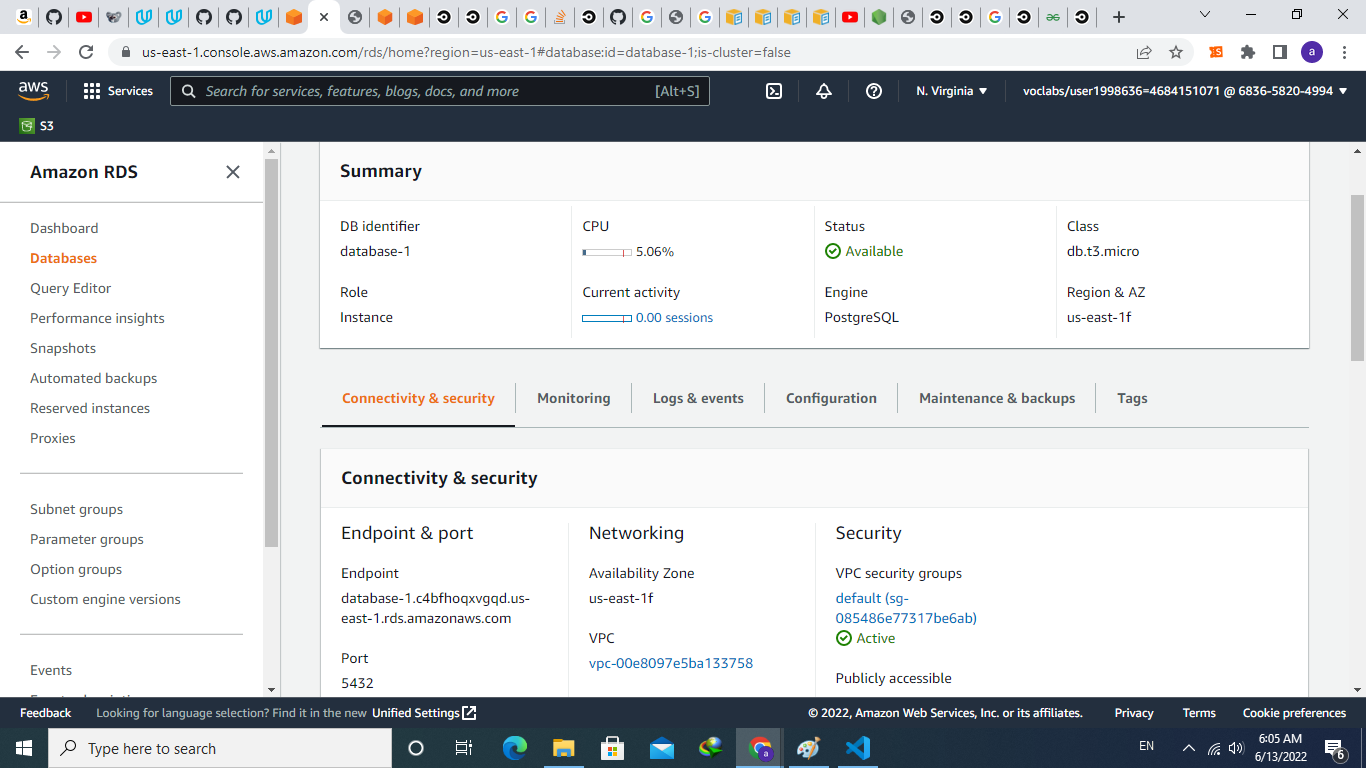 us-east-1.console.aws.amazon.com/rds/home?region=us-east-1#database:id=database-1;is-cluster=false
a
aws
Services
Search for services, features, blogs, docs, and more
[Alt+S]
N. Virginia
voclabs/user1998636=4684151071 @ 6836-5820-4994
S3
Amazon RDS
Dashboard
Databases
Query Editor
Performance insights
Snapshots
Automated backups
Reserved instances
Proxies
Subnet groups
Parameter groups
Option groups
Custom engine versions
Events
Summary
DB identifier
database-1
CPU
5.06%
Status
Available
Class
db.t3.micro
Role
Instance
Current activity
0.00 sessions
Engine
PostgreSQL
Region & AZ
us-east-1f
Connectivity & security
Monitoring
Logs & events
Configuration
Maintenance & backups
Tags
Connectivity & security
Endpoint & port
Endpoint
database-1.c4bfhoqxvgqd.us-
east-1.rds.amazonaws.com
Port
5432
Networking
Availability Zone
us-east-1f
VPC
vpc-00e8097e5ba133758
Security
VPC security groups
default (sg-
085486e77317be6ab)
Active
Publicly accessible
Feedback
Looking for language selection? Find it in the new Unified Settings
© 2022, Amazon Web Services, Inc. or its affiliates.
Privacy
Terms
Cookie preferences
Type here to search
EN
6:05 AM
6/13/2022
6